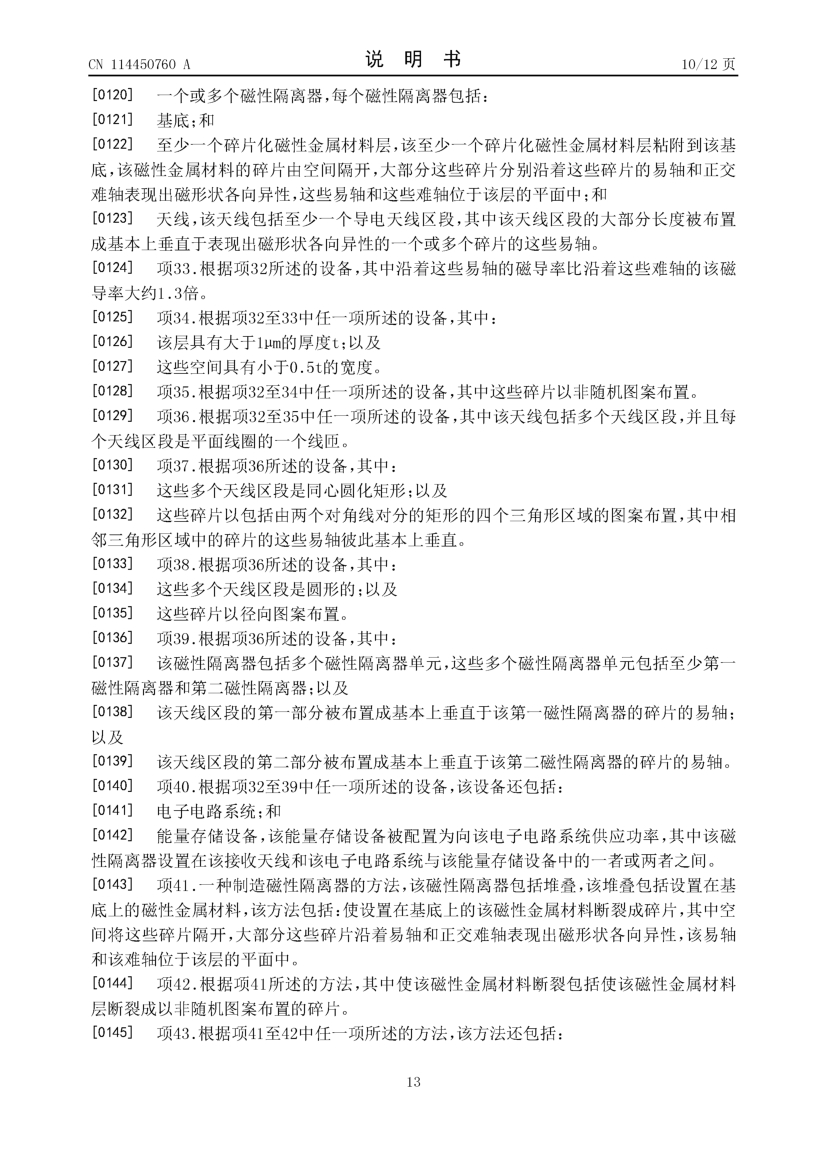 CN 114450760 A
说 明 书
10/12 页
[0120] 一个或多个磁性隔离器,每个磁性隔离器包括:
[0121] 基底;和
[0122] 至少一个碎片化磁性金属材料层,该至少一个碎片化磁性金属材料层粘附到该基
底,该磁性金属材料的碎片由空间隔开,大部分这些碎片分别沿着这些碎片的易轴和正交
难轴表现出磁形状各向异性,这些易轴和这些难轴位于该层的平面中;和
[0123] 天线,该天线包括至少一个导电天线区段,其中该天线区段的大部分长度被布置
成基本上垂直于表现出磁形状各向异性的一个或多个碎片的这些易轴。
[0124] 项33.根据项32所述的设备,其中沿着这些易轴的磁导率比沿着这些难轴的该磁
导率大约1.3倍。
[0125] 项34.根据项32至33中任一项所述的设备,其中:
[0126] 该层具有大于1μm的厚度t;以及
[0127] 这些空间具有小于0.5t的宽度。
[0128] 项35.根据项32至34中任一项所述的设备,其中这些碎片以非随机图案布置。
[0129] 项36.根据项32至35中任一项所述的设备,其中该天线包括多个天线区段,并且每
个天线区段是平面线圈的一个线匝。
[0130] 项37.根据项36所述的设备,其中:
[0131] 这些多个天线区段是同心圆化矩形;以及
[0132] 这些碎片以包括由两个对角线对分的矩形的四个三角形区域的图案布置,其中相
邻三角形区域中的碎片的这些易轴彼此基本上垂直。
[0133] 项38.根据项36所述的设备,其中:
[0134] 这些多个天线区段是圆形的;以及
[0135] 这些碎片以径向图案布置。
[0136] 项39.根据项36所述的设备,其中:
[0137] 该磁性隔离器包括多个磁性隔离器单元,这些多个磁性隔离器单元包括至少第一
磁性隔离器和第二磁性隔离器;以及
[0138] 该天线区段的第一部分被布置成基本上垂直于该第一磁性隔离器的碎片的易轴;
以及
[0139] 该天线区段的第二部分被布置成基本上垂直于该第二磁性隔离器的碎片的易轴。
[0140] 项40.根据项32至39中任一项所述的设备,该设备还包括:
[0141] 电子电路系统;和
[0142] 能量存储设备,该能量存储设备被配置为向该电子电路系统供应功率,其中该磁
性隔离器设置在该接收天线和该电子电路系统与该能量存储设备中的一者或两者之间。
[0143] 项41.一种制造磁性隔离器的方法,该磁性隔离器包括堆叠,该堆叠包括设置在基
底上的磁性金属材料,该方法包括:使设置在基底上的该磁性金属材料断裂成碎片,其中空
间将这些碎片隔开,大部分这些碎片沿着易轴和正交难轴表现出磁形状各向异性,该易轴
和该难轴位于该层的平面中。
[0144] 项42.根据项41所述的方法,其中使该磁性金属材料断裂包括使该磁性金属材料
层断裂成以非随机图案布置的碎片。
[0145] 项43.根据项41至42中任一项所述的方法,该方法还包括:
13